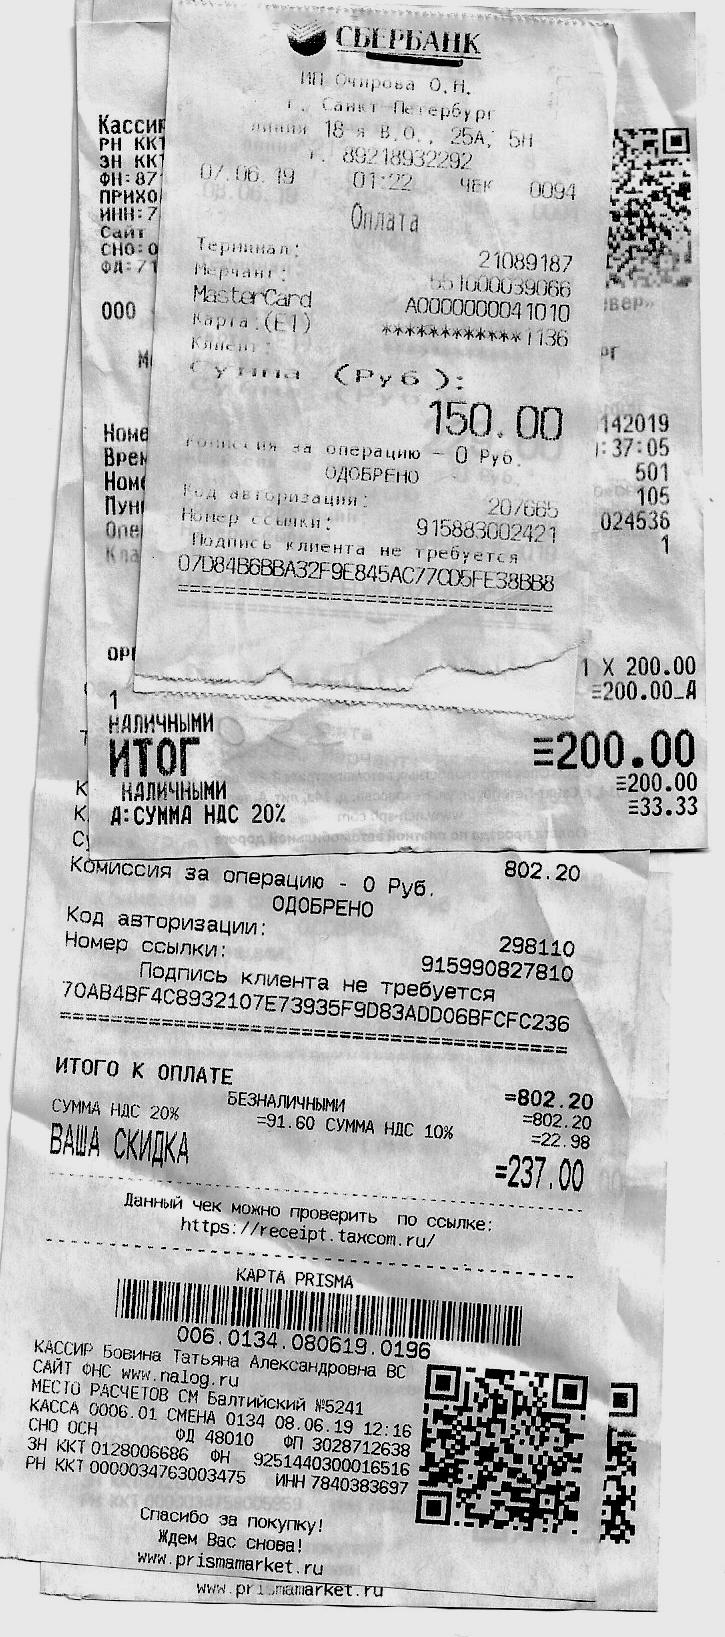 СБЕРБАНК
ИП Очирова О.Н.
г. Санкт-Петербург
линия 18-я В.О., 25А, 5Н
т. 89218932292
07.06.19 01:22 ЧЕК 0094
Оплата
Терминал: 21089187
Мерчант: 551000039066
MasterCard A0000000041010
Карта:(E1) ************1136
Клиент:
Сумма (Руб):
150.00
Комиссия за операцию - 0 Руб.
ОДОБРЕНО
Код авторизации: 207665
Номер ссылки: 915883002421
Подпись клиента не требуется
07D84B6BBA32F9E845AC77CD5FE38BB8
==============================
Кассир
РН ККТ
ЗН ККТ
ФН:87
ПРИХО
ИНН:7
Сайт
СНО:О
ФД:71
ООО
евер»
Номе 142019
Врем :37:05
Номе 501
Пунк 105
Опе 024536
Кла 1
1 X 200.00
1 ≡200.00_А
НАЛИЧНЫМИ
ИТОГ ≡200.00
НАЛИЧНЫМИ ≡200.00
А:СУММА НДС 20% ≡33.33
802.20
Комиссия за операцию - 0 Руб.
ОДОБРЕНО
Код авторизации: 298110
Номер ссылки: 915990827810
Подпись клиента не требуется
70AB4BF4C8932107E73935F9D83ADD06BFCFC236
========================================
ИТОГО К ОПЛАТЕ =802.20
БЕЗНАЛИЧНЫМИ =802.20
СУММА НДС 20% =91.60 СУММА НДС 10% =22.98
ВАША СКИДКА =237.00
Данный чек можно проверить по ссылке:
https://receipt.taxcom.ru/
КАРТА PRISMA
006.0134.080619.0196
КАССИР Бовина Татьяна Александровна ВС
САЙТ ФНС www.nalog.ru
МЕСТО РАСЧЕТОВ СМ Балтийский №5241
КАССА 0006.01 СМЕНА 0134 08.06.19 12:16
СНО ОСН ФД 48010 ФП 3028712638
ЗН ККТ 0128006686 ФН 9251440300016516
РН ККТ 0000034763003475 ИНН 7840383697
Спасибо за покупку!
Ждем Вас снова!
www.prismamarket.ru
www.prismamarket.ru